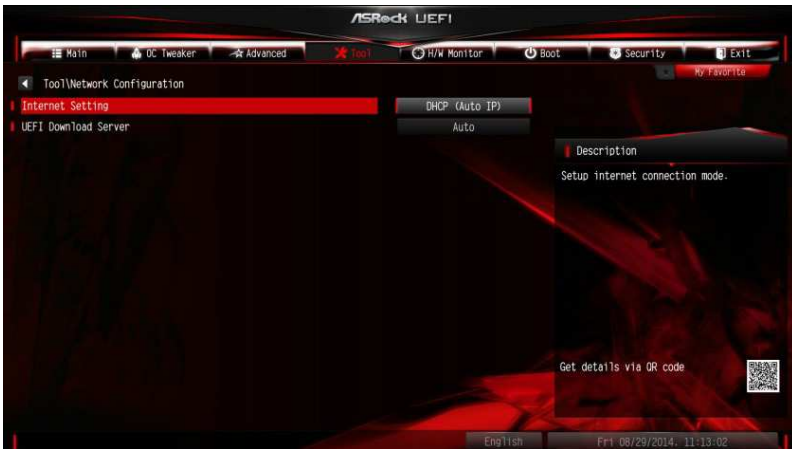 ASRock UEFI
Main OC Tweaker Advanced Tool H/W Monitor Boot Security Exit
My Favorite
Tool\Network Configuration
Internet Setting DHCP (Auto IP)
UEFI Download Server Auto
Description
Setup internet connection mode.
Get details via QR code
English Fri 08/29/2014. 11:13:02